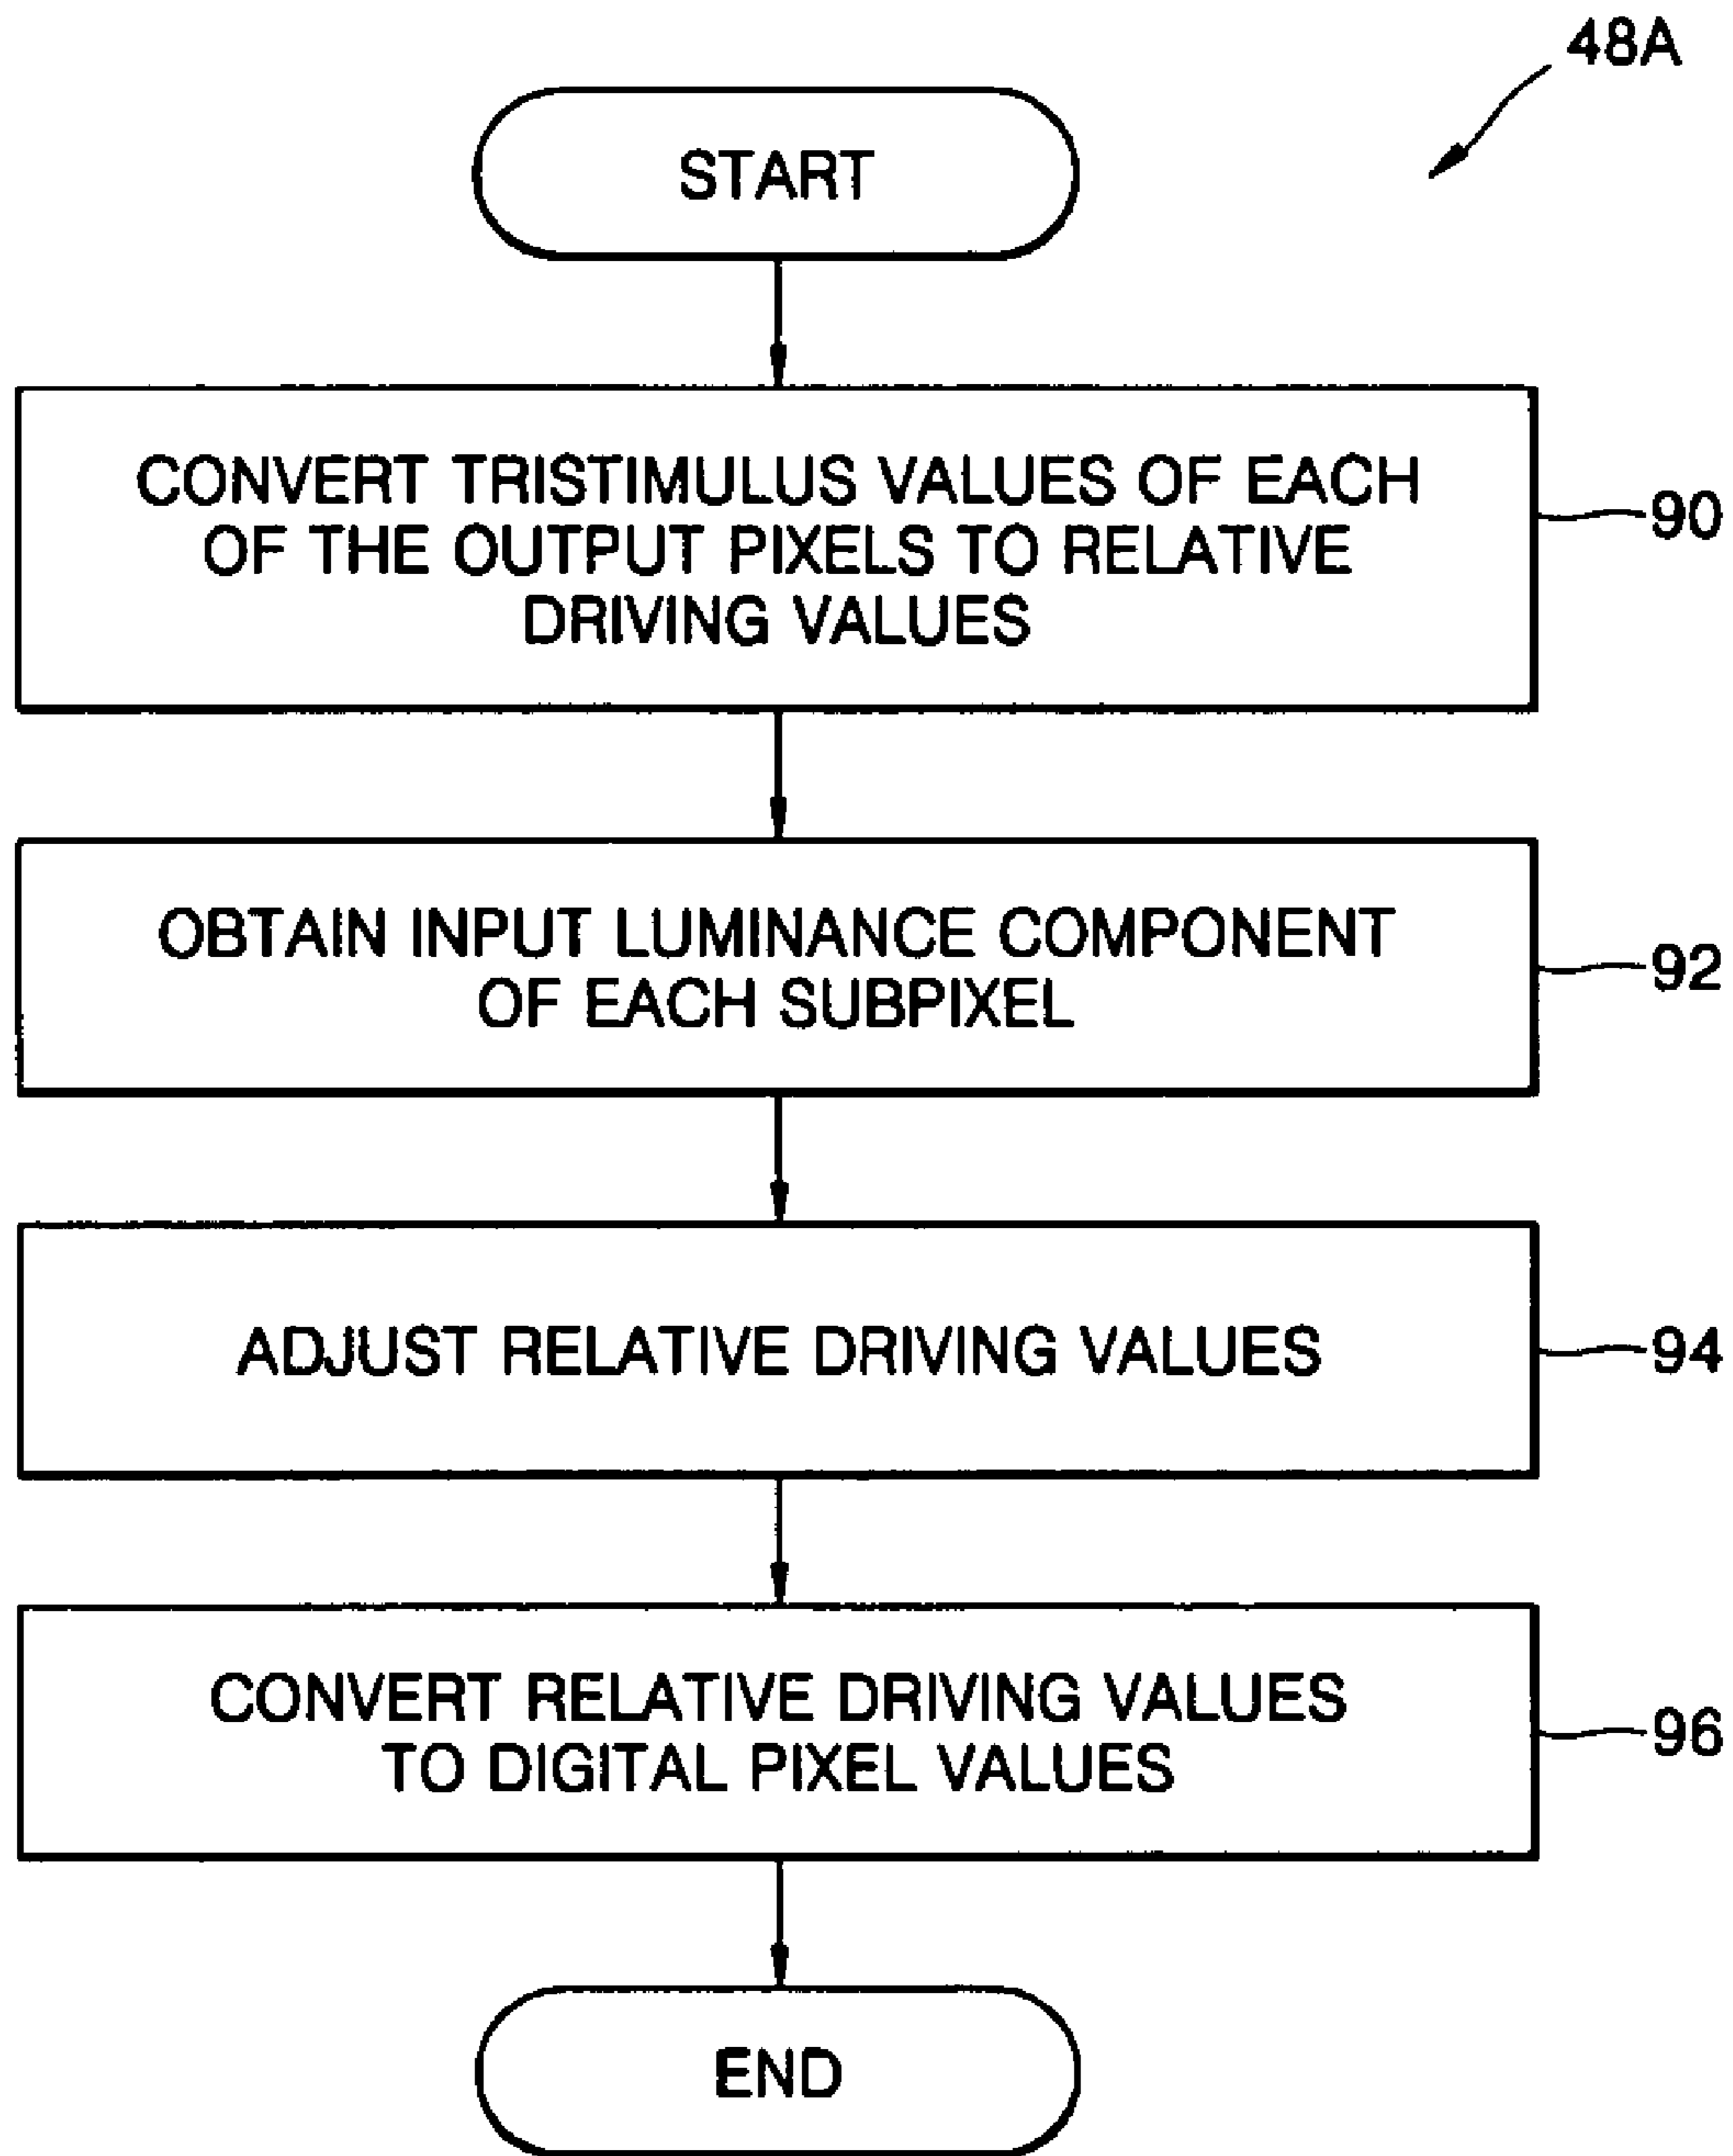 48A
START
CONVERT TRISTIMULUS VALUES OF EACH
OF THE OUTPUT PIXELS TO RELATIVE
DRIVING VALUES
90
OBTAIN INPUT LUMINANCE COMPONENT
OF EACH SUBPIXEL
92
ADJUST RELATIVE DRIVING VALUES
94
CONVERT RELATIVE DRIVING VALUES
TO DIGITAL PIXEL VALUES
96
END